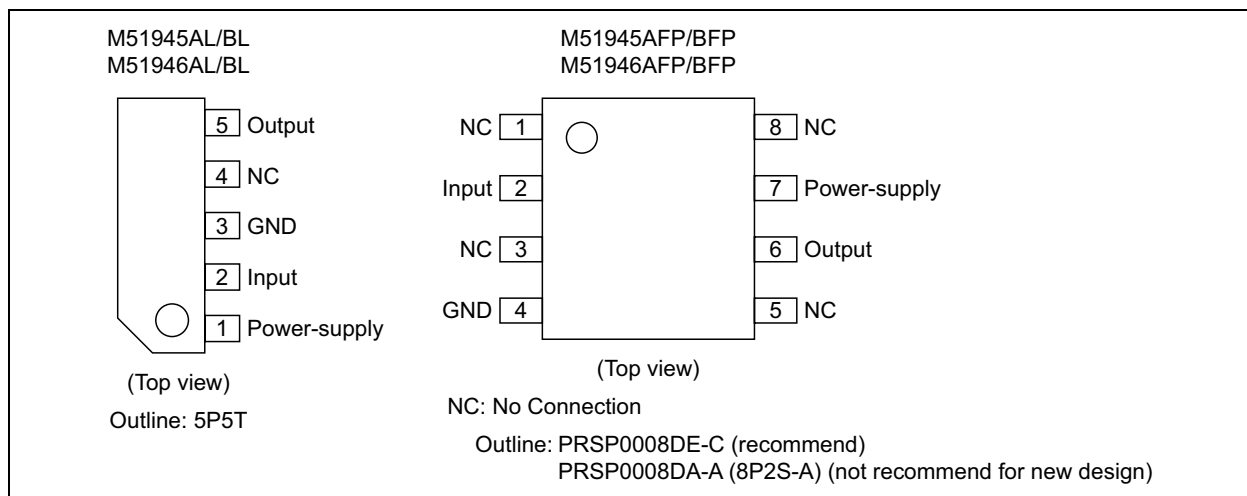 M51945AL/BL
M51946AL/BL
5 Output
4 NC
3 GND
2 Input
1 Power-supply
(Top view)
Outline: 5P5T
M51945AFP/BFP
M51946AFP/BFP
NC 1
8 NC
Input 2
7 Power-supply
NC 3
6 Output
GND 4
5 NC
(Top view)
NC: No Connection
Outline: PRSP0008DE-C (recommend)
PRSP0008DA-A (8P2S-A) (not recommend for new design)